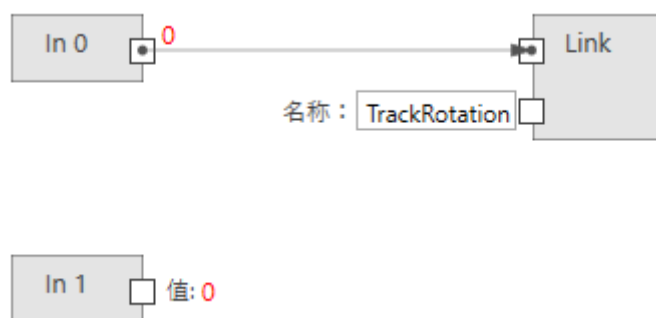 In 0
0
Link
名称： TrackRotation
In 1
值: 0